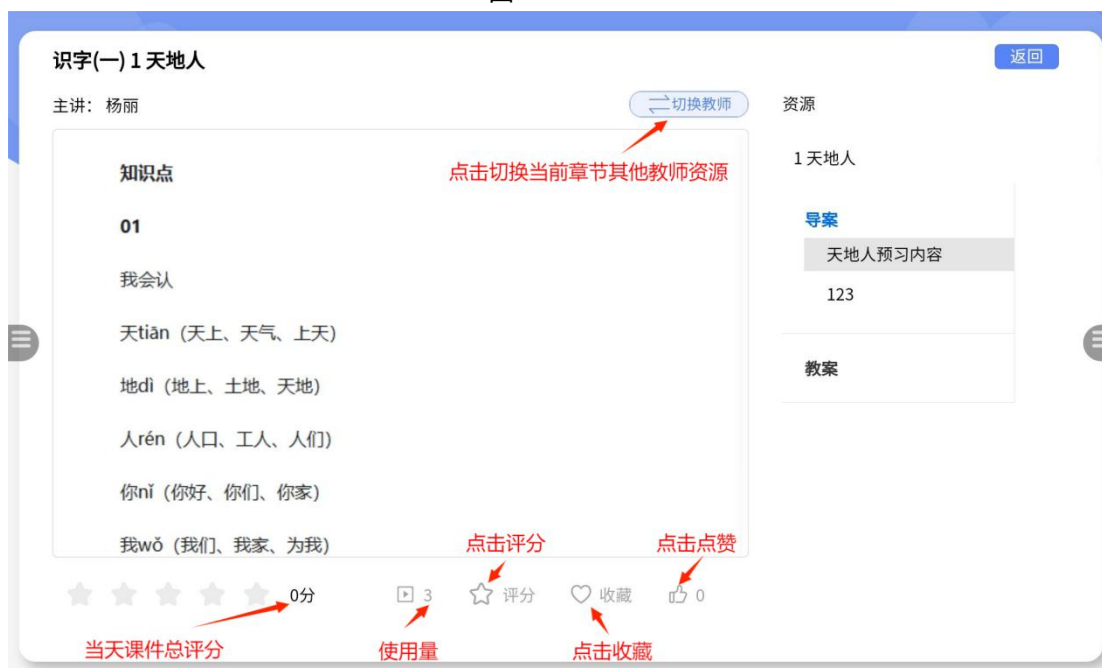 识字(一) 1 天地人
返回
主讲： 杨丽
切换教师
资源
点击切换当前章节其他教师资源
1 天地人
知识点
01
导案
天地人预习内容
我会认
123
天tiān（天上、天气、上天）
教案
地dì（地上、土地、天地）
人rén（人口、工人、人们）
你nǐ（你好、你们、你家）
我wǒ（我们、我家、为我）
点击评分
点击点赞
0分
3
评分
收藏
0
当天课件总评分
使用量
点击收藏